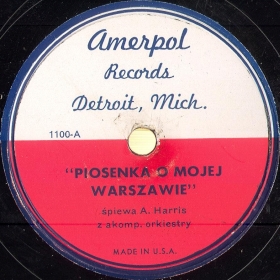 Amerpol
Records
Detroit, Mich.
1100-A
"PIOSENKA O MOJEJ
WARSZAWIE"
śpiewa A. Harris
z akomp. orkiestry
MADE IN U.S.A.